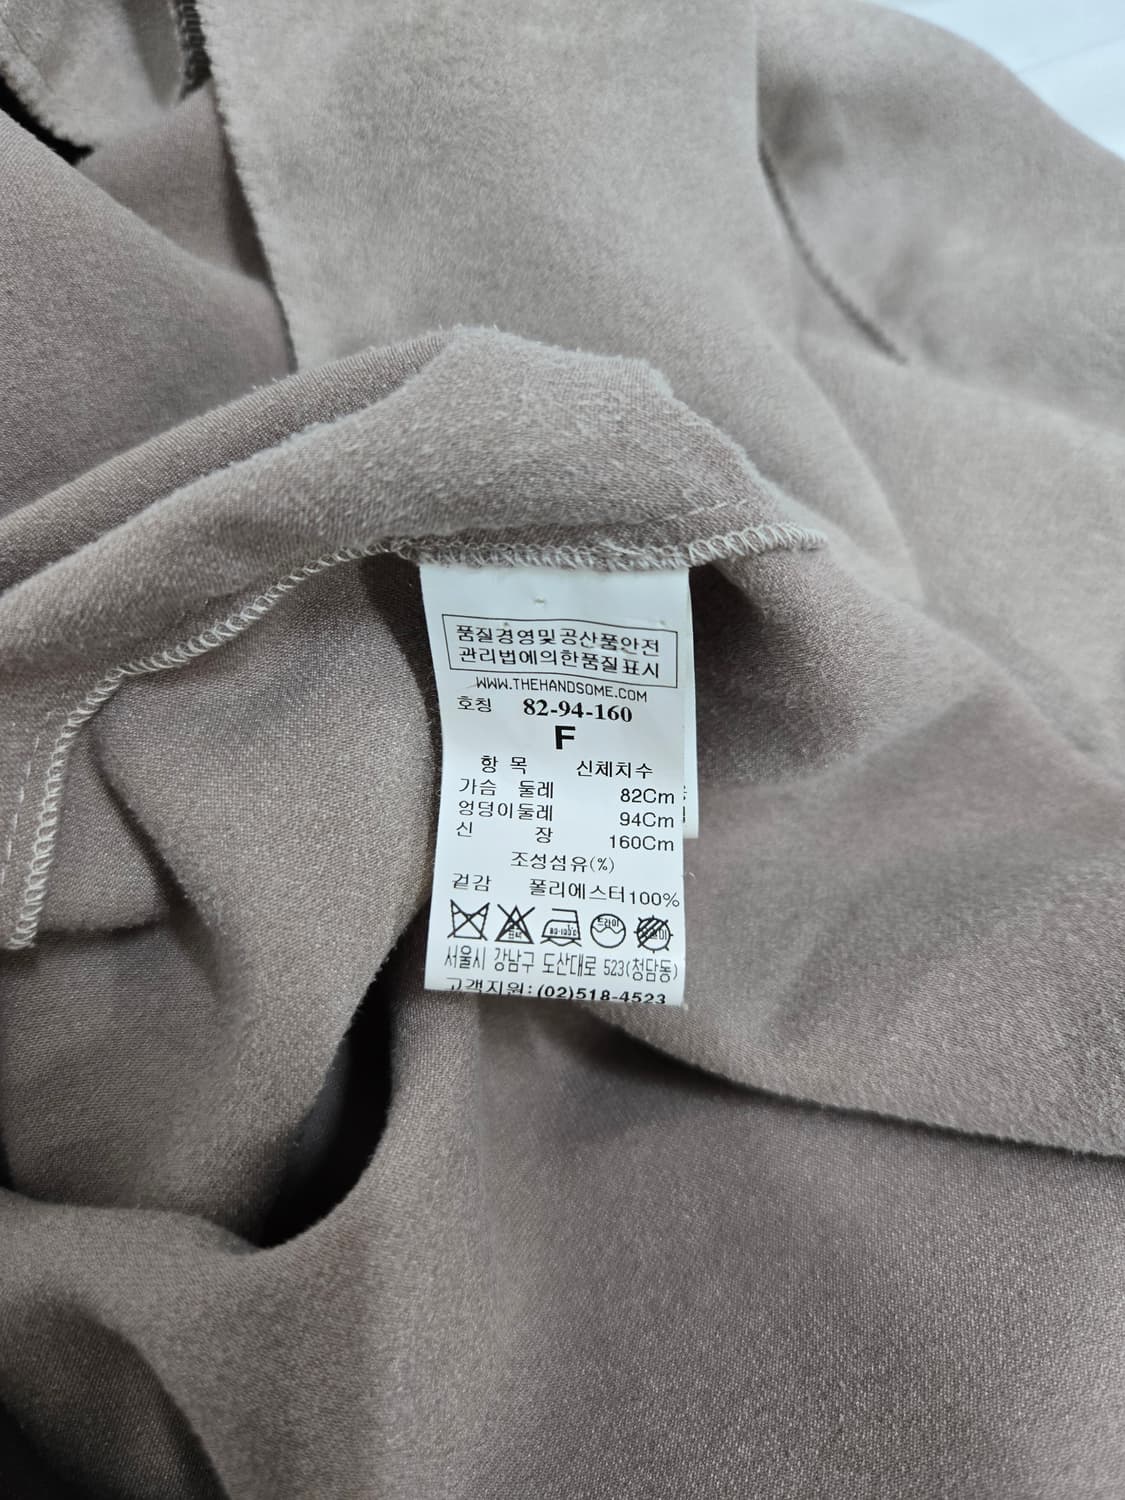 품질경영및공산품안전
관리법에의한품질표시
WWW.THEHANDSOME.COM
호칭 82-94-160
F
항 목 신체치수
가슴 둘레 82Cm
엉덩이둘레 94Cm
신 장 160Cm
조성섬유(%)
겉감 폴리에스터100%
드라이
서울시 강남구 도산대로 523(청담동)
고객지원:(02)518-4523